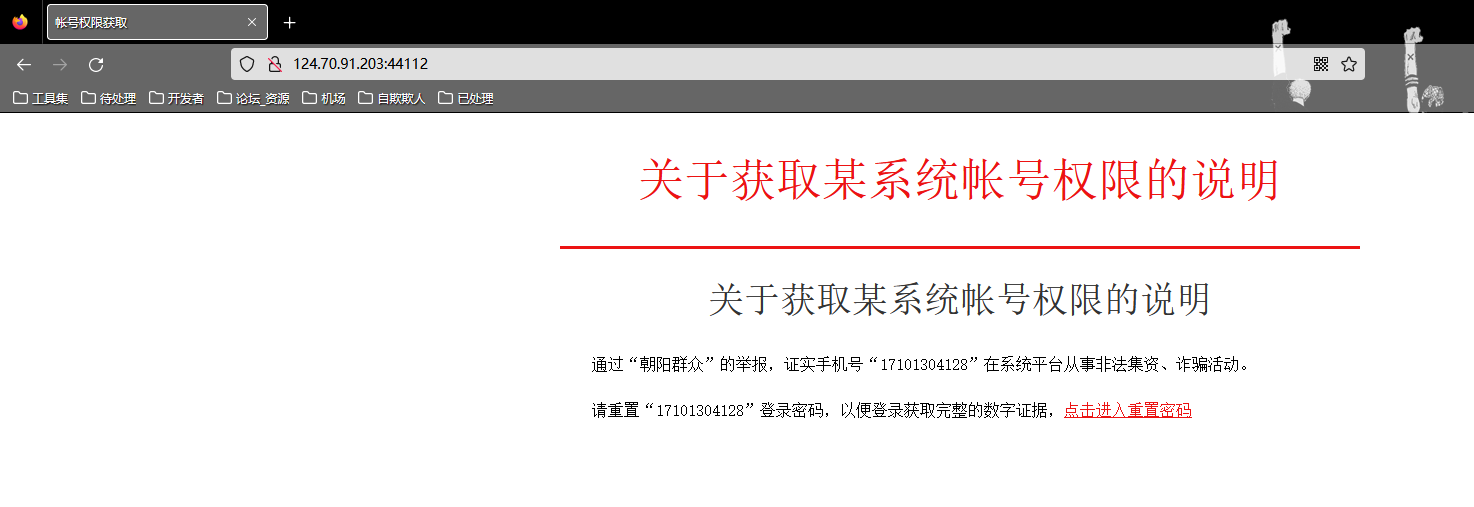 帐号权限获取
124.70.91.203:44112
工具集 待处理 开发者 论坛_资源 机场 自欺欺人 已处理
关于获取某系统帐号权限的说明
关于获取某系统帐号权限的说明
通过“朝阳群众”的举报，证实手机号“17101304128”在系统平台从事非法集资、诈骗活动。
请重置“17101304128”登录密码，以便登录获取完整的数字证据，点击进入重置密码